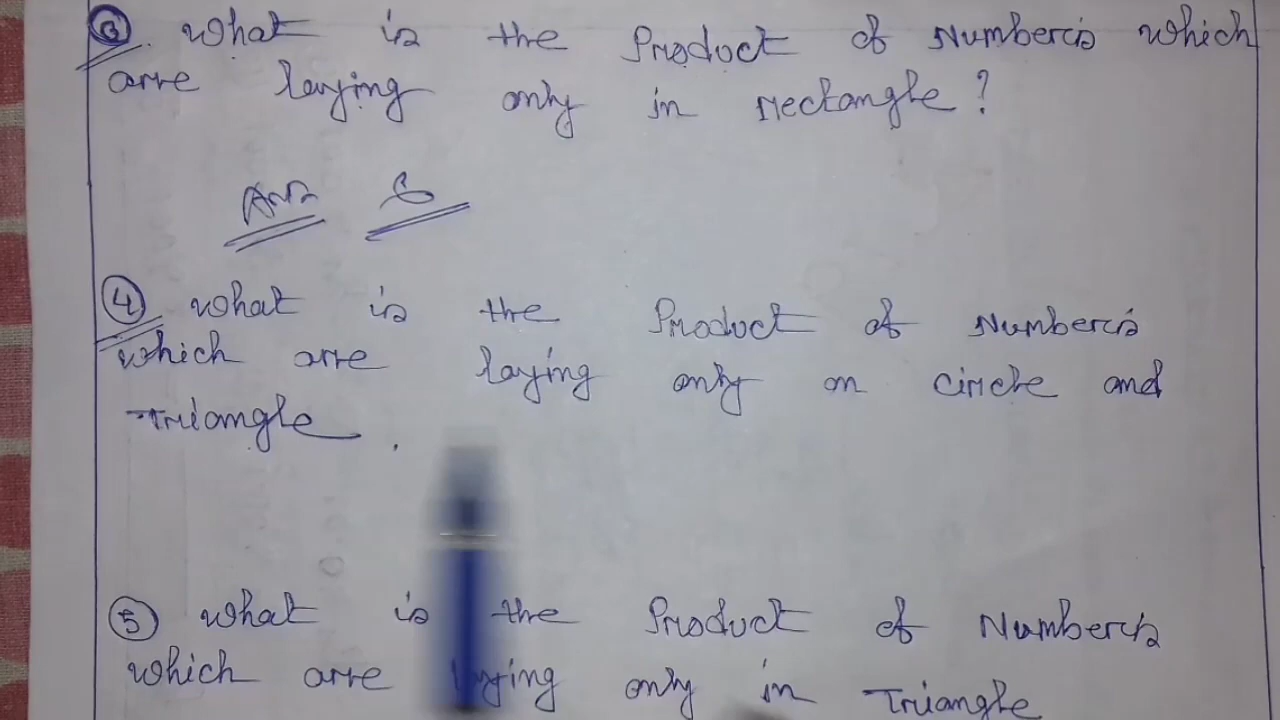 ③. What is the Product of Numbers which
are laying only in rectangle?
Ans 6
④ What is the Product of Numbers
which are laying only on circle and
Triangle.
⑤ What is the Product of Numbers
which are laying only in Triangle